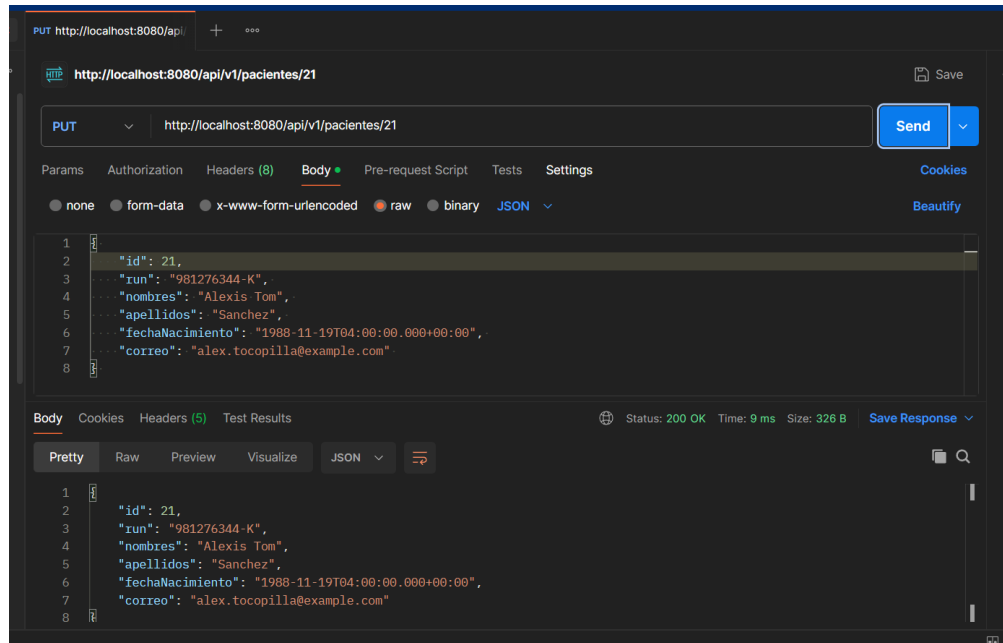 PUT http://localhost:8080/api/
HTTP http://localhost:8080/api/v1/pacientes/21 Save
PUT http://localhost:8080/api/v1/pacientes/21 Send
Params Authorization Headers (8) Body Pre-request Script Tests Settings Cookies
none form-data x-www-form-urlencoded raw binary JSON Beautify
1 {
2 "id": 21,
3 "run": "981276344-K",
4 "nombres": "Alexis Tom",
5 "apellidos": "Sanchez",
6 "fechaNacimiento": "1988-11-19T04:00:00.000+00:00",
7 "correo": "alex.tocopilla@example.com"
8 }
Body Cookies Headers (5) Test Results Status: 200 OK Time: 9 ms Size: 326 B Save Response
Pretty Raw Preview Visualize JSON
1 {
2 "id": 21,
3 "run": "981276344-K",
4 "nombres": "Alexis Tom",
5 "apellidos": "Sanchez",
6 "fechaNacimiento": "1988-11-19T04:00:00.000+00:00",
7 "correo": "alex.tocopilla@example.com"
8 }